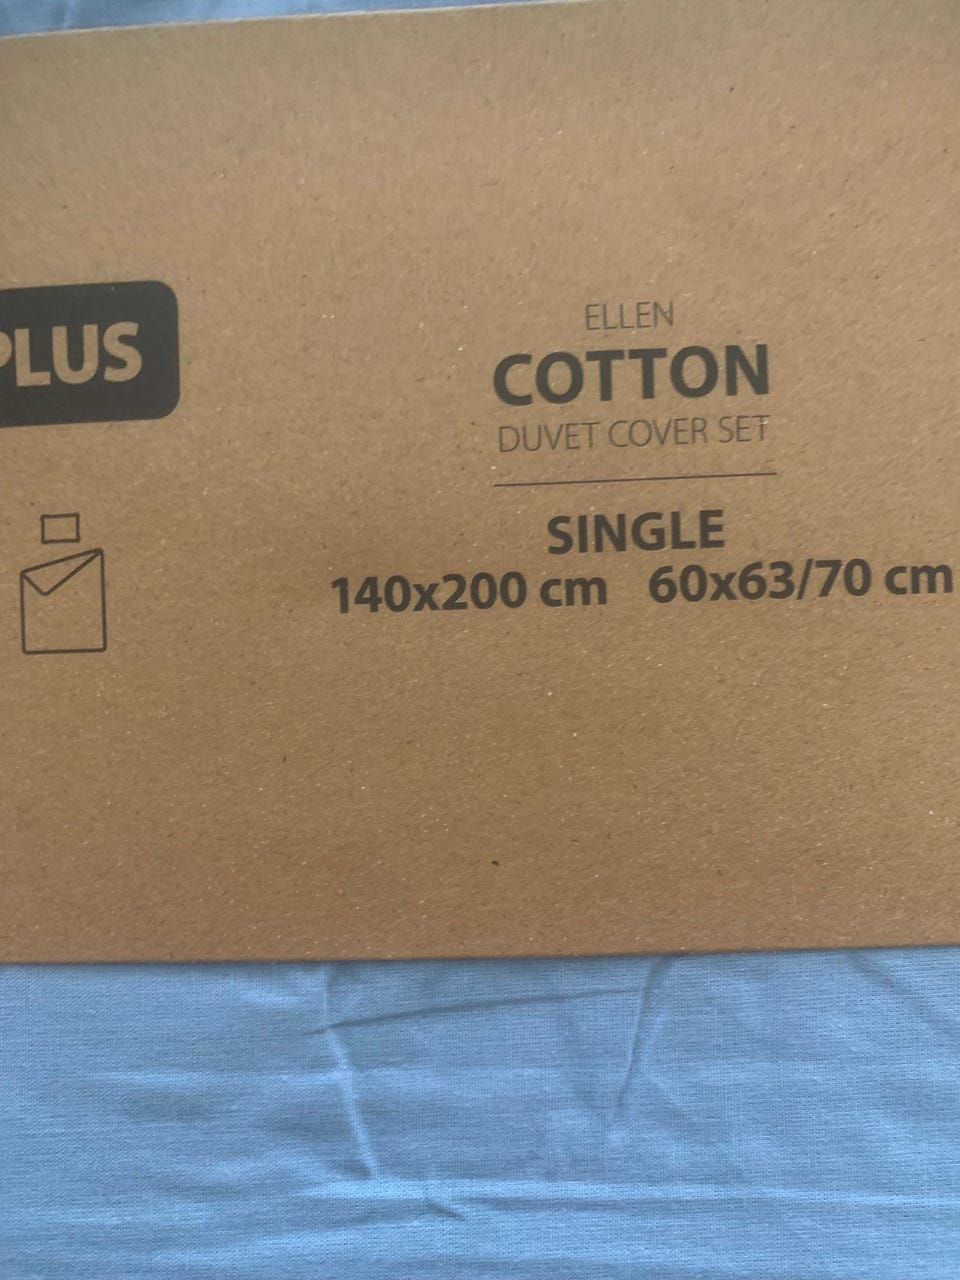 PLUS
ELLEN
COTTON
DUVET COVER SET
SINGLE
140x200 cm 60x63/70 cm